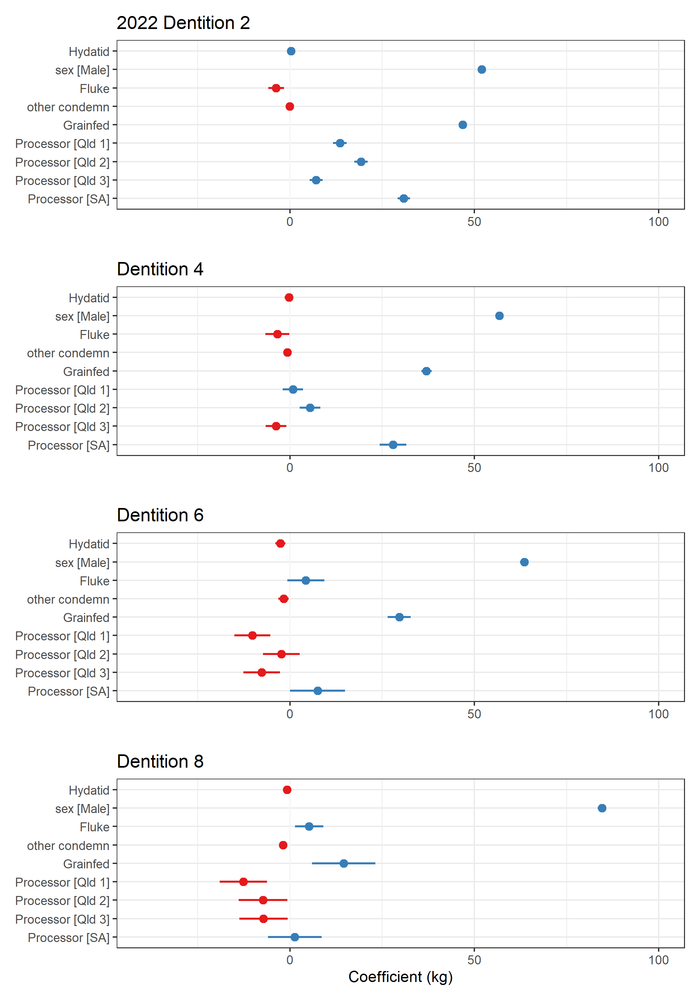 2022 Dentition 2
Hydatid
sex [Male]
Fluke
other condemn
Grainfed
Processor [Qld 1]
Processor [Qld 2]
Processor [Qld 3]
Processor [SA]
0 50 100
Dentition 4
Hydatid
sex [Male]
Fluke
other condemn
Grainfed
Processor [Qld 1]
Processor [Qld 2]
Processor [Qld 3]
Processor [SA]
0 50 100
Dentition 6
Hydatid
sex [Male]
Fluke
other condemn
Grainfed
Processor [Qld 1]
Processor [Qld 2]
Processor [Qld 3]
Processor [SA]
0 50 100
Dentition 8
Hydatid
sex [Male]
Fluke
other condemn
Grainfed
Processor [Qld 1]
Processor [Qld 2]
Processor [Qld 3]
Processor [SA]
0 50 100
Coefficient (kg)